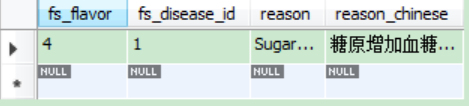 fs_flavor fs_disease_id reason reason_chinese
4 1 Sugar... 糖原增加血糖...
NULL NULL NULL NULL